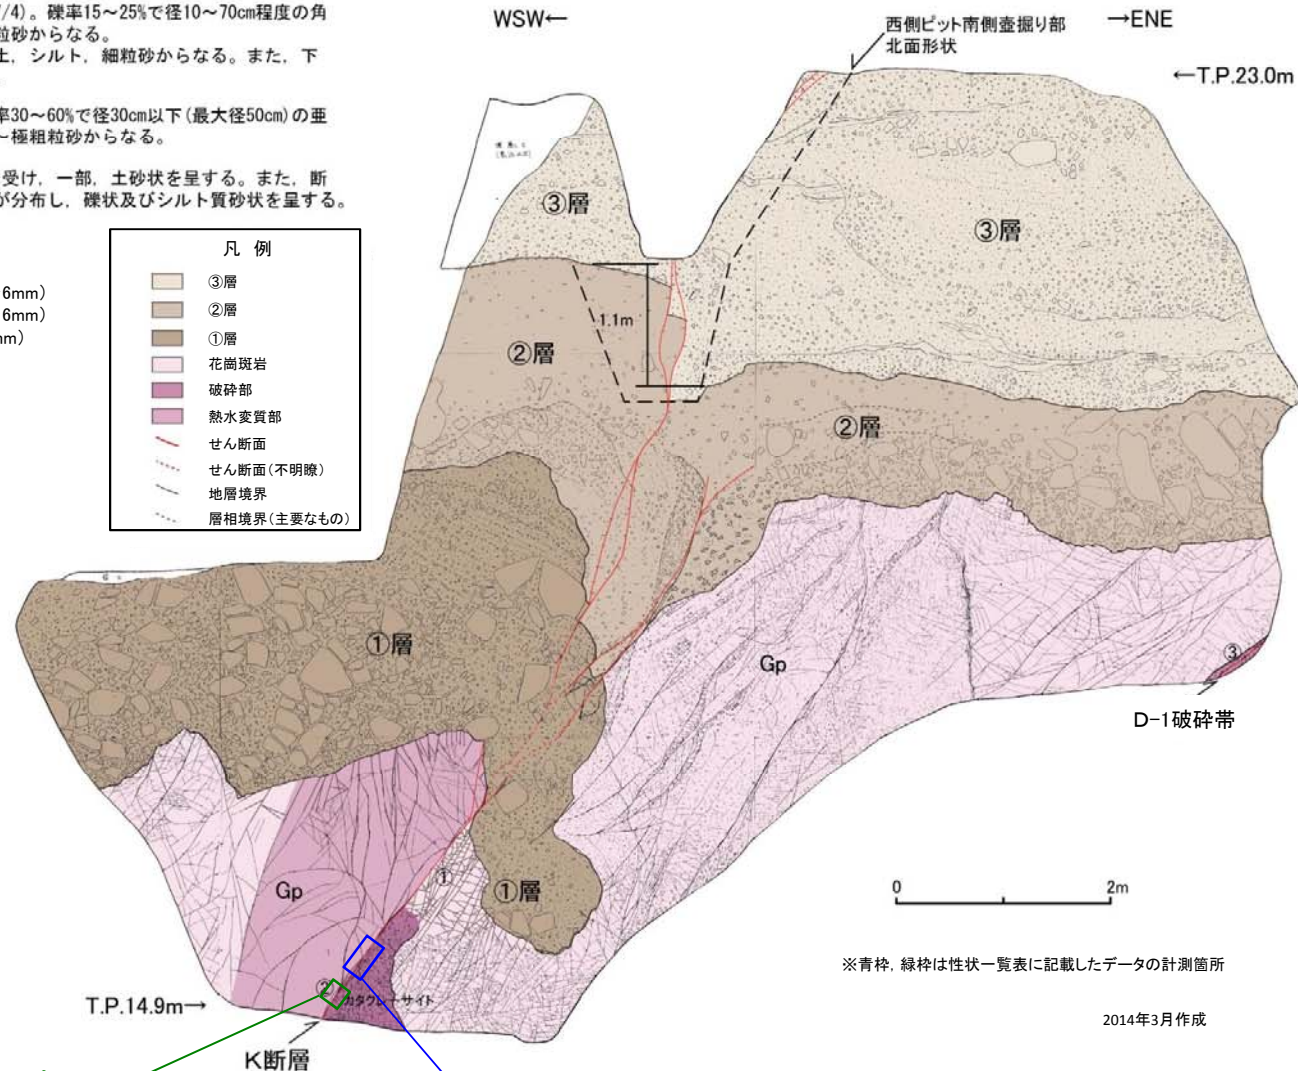 /4)。礫率15～25%で径10～70cm程度の角
粒砂からなる。
土，シルト，細粒砂からなる。また，下
率30～60%で径30cm以下(最大径50cm)の亜
～極粗粒砂からなる。
受け，一部，土砂状を呈する。また，断
が分布し，礫状及びシルト質砂状を呈する。
6mm）
6mm）
mm）
WSW←
西側ピット南側壺掘り部
北面形状
→ENE
←T.P.23.0m
凡 例
③層
②層
①層
花崗斑岩
破砕部
熱水変質部
せん断面
せん断面(不明瞭)
地層境界
層相境界(主要なもの)
③層
③層
1.1m
②層
②層
①層
Gp
③
D-1破砕帯
①
Gp
①層
②
カタクレーサイト
T.P.14.9m→
K断層
0 2m
※青枠，緑枠は性状一覧表に記載したデータの計測箇所
2014年3月作成